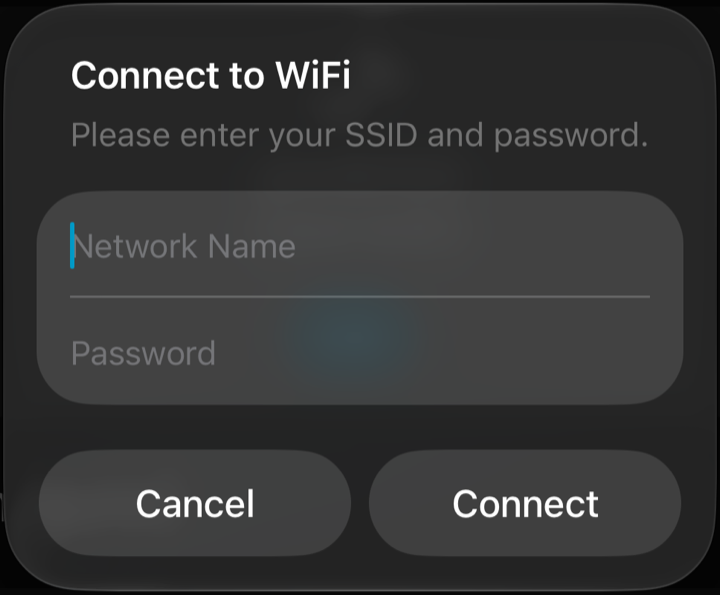 Connect to WiFi
Please enter your SSID and password.
Network Name
Password
Cancel
Connect